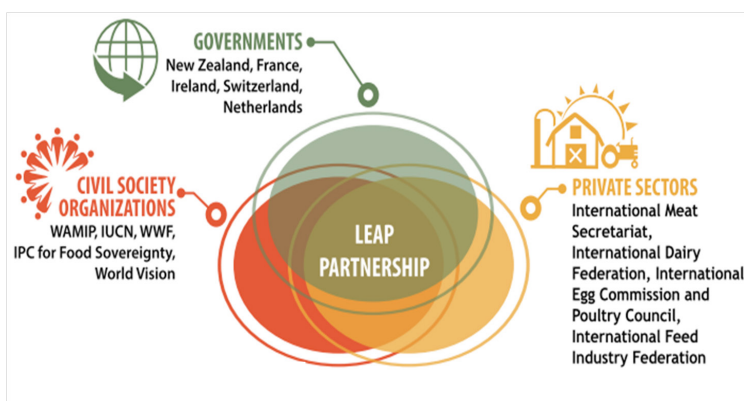 GOVERNMENTS
New Zealand, France,
Ireland, Switzerland,
Netherlands
CIVIL SOCIETY
ORGANIZATIONS
WAMIP, IUCN, WWF,
IPC for Food Sovereignty,
World Vision
LEAP
PARTNERSHIP
PRIVATE SECTORS
International Meat
Secretariat,
International Dairy
Federation, International
Egg Commission and
Poultry Council,
International Feed
Industry Federation